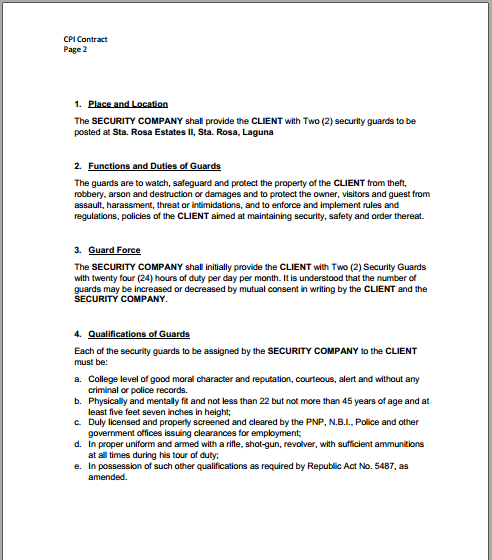 CPI Contract
Page 2
1. Place and Location
The SECURITY COMPANY shall provide the CLIENT with Two (2) security guards to be
posted at Sta. Rosa Estates II, Sta. Rosa, Laguna
2. Functions and Duties of Guards
The guards are to watch, safeguard and protect the property of the CLIENT from theft,
robbery, arson and destruction or damages and to protect the owner, visitors and guest from
assault, harassment, threat or intimidations, and to enforce and implement rules and
regulations, policies of the CLIENT aimed at maintaining security, safety and order thereat.
3. Guard Force
The SECURITY COMPANY shall initially provide the CLIENT with Two (2) Security Guards
with twenty four (24) hours of duty per day per month. It is understood that the number of
guards may be increased or decreased by mutual consent in writing by the CLIENT and the
SECURITY COMPANY.
4. Qualifications of Guards
Each of the security guards to be assigned by the SECURITY COMPANY to the CLIENT
must be:
a. College level of good moral character and reputation, courteous, alert and without any
criminal or police records.
b. Physically and mentally fit and not less than 22 but not more than 45 years of age and at
least five feet seven inches in height;
c. Duly licensed and properly screened and cleared by the PNP, N.B.I., Police and other
government offices issuing clearances for employment;
d. In proper uniform and armed with a rifle, shot-gun, revolver, with sufficient ammunitions
at all times during his tour of duty;
e. In possession of such other qualifications as required by Republic Act No. 5487, as
amended.